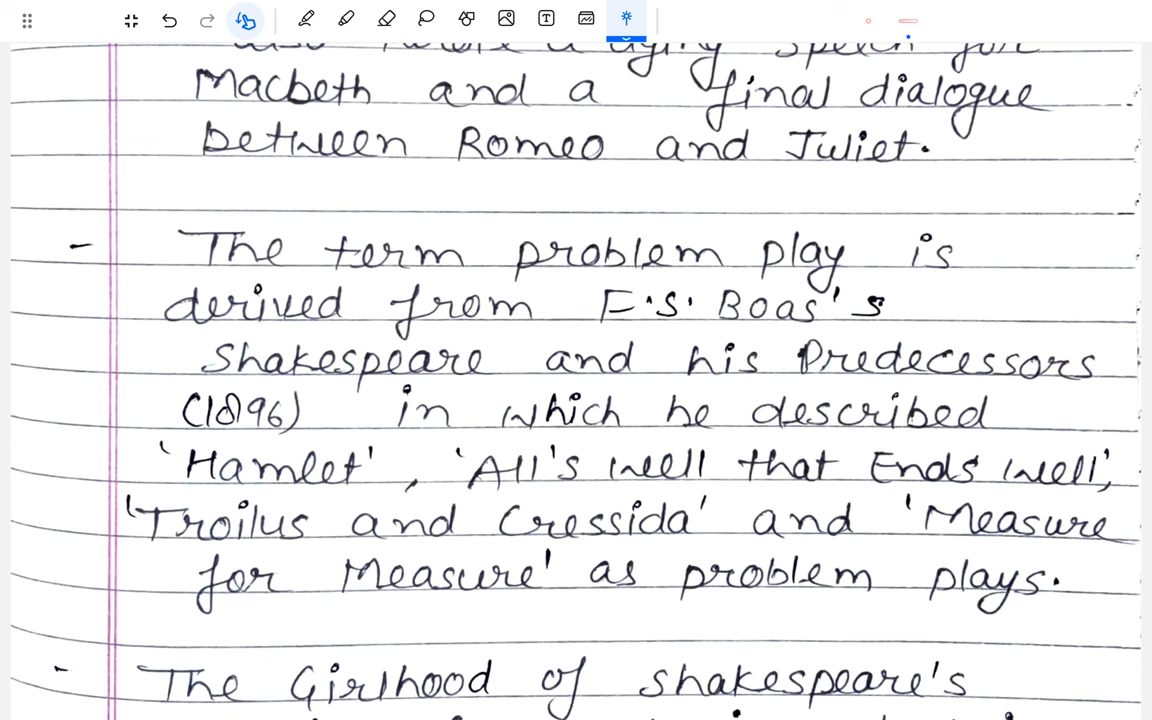 Macbeth and a final dialogue
between Romeo and Juliet.
- The term problem play is
derived from F.S. Boas's
Shakespeare and his Predecessors
(1896) in which he described
'Hamlet', 'All's well that Ends well',
'Troilus and Cressida' and 'Measure
for Measure' as problem plays.
- The Girlhood of Shakespeare's